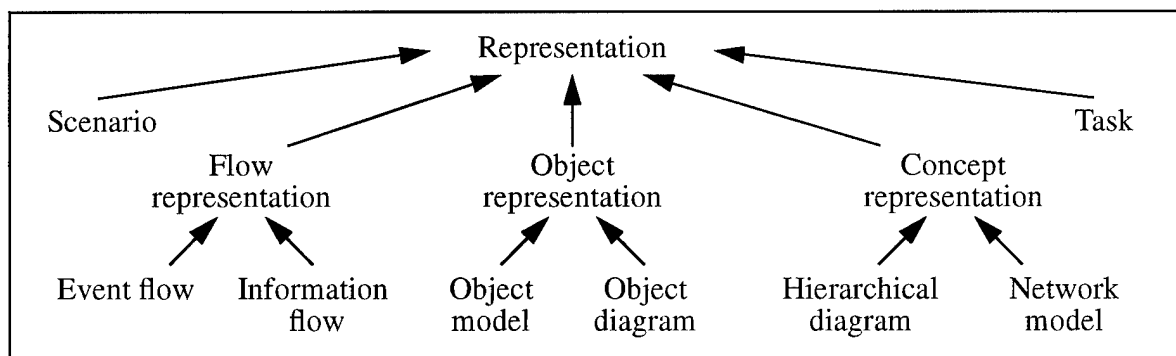 Representation
Scenario
Task
Flow
representation
Object
representation
Concept
representation
Event flow
Information
flow
Object
model
Object
diagram
Hierarchical
diagram
Network
model